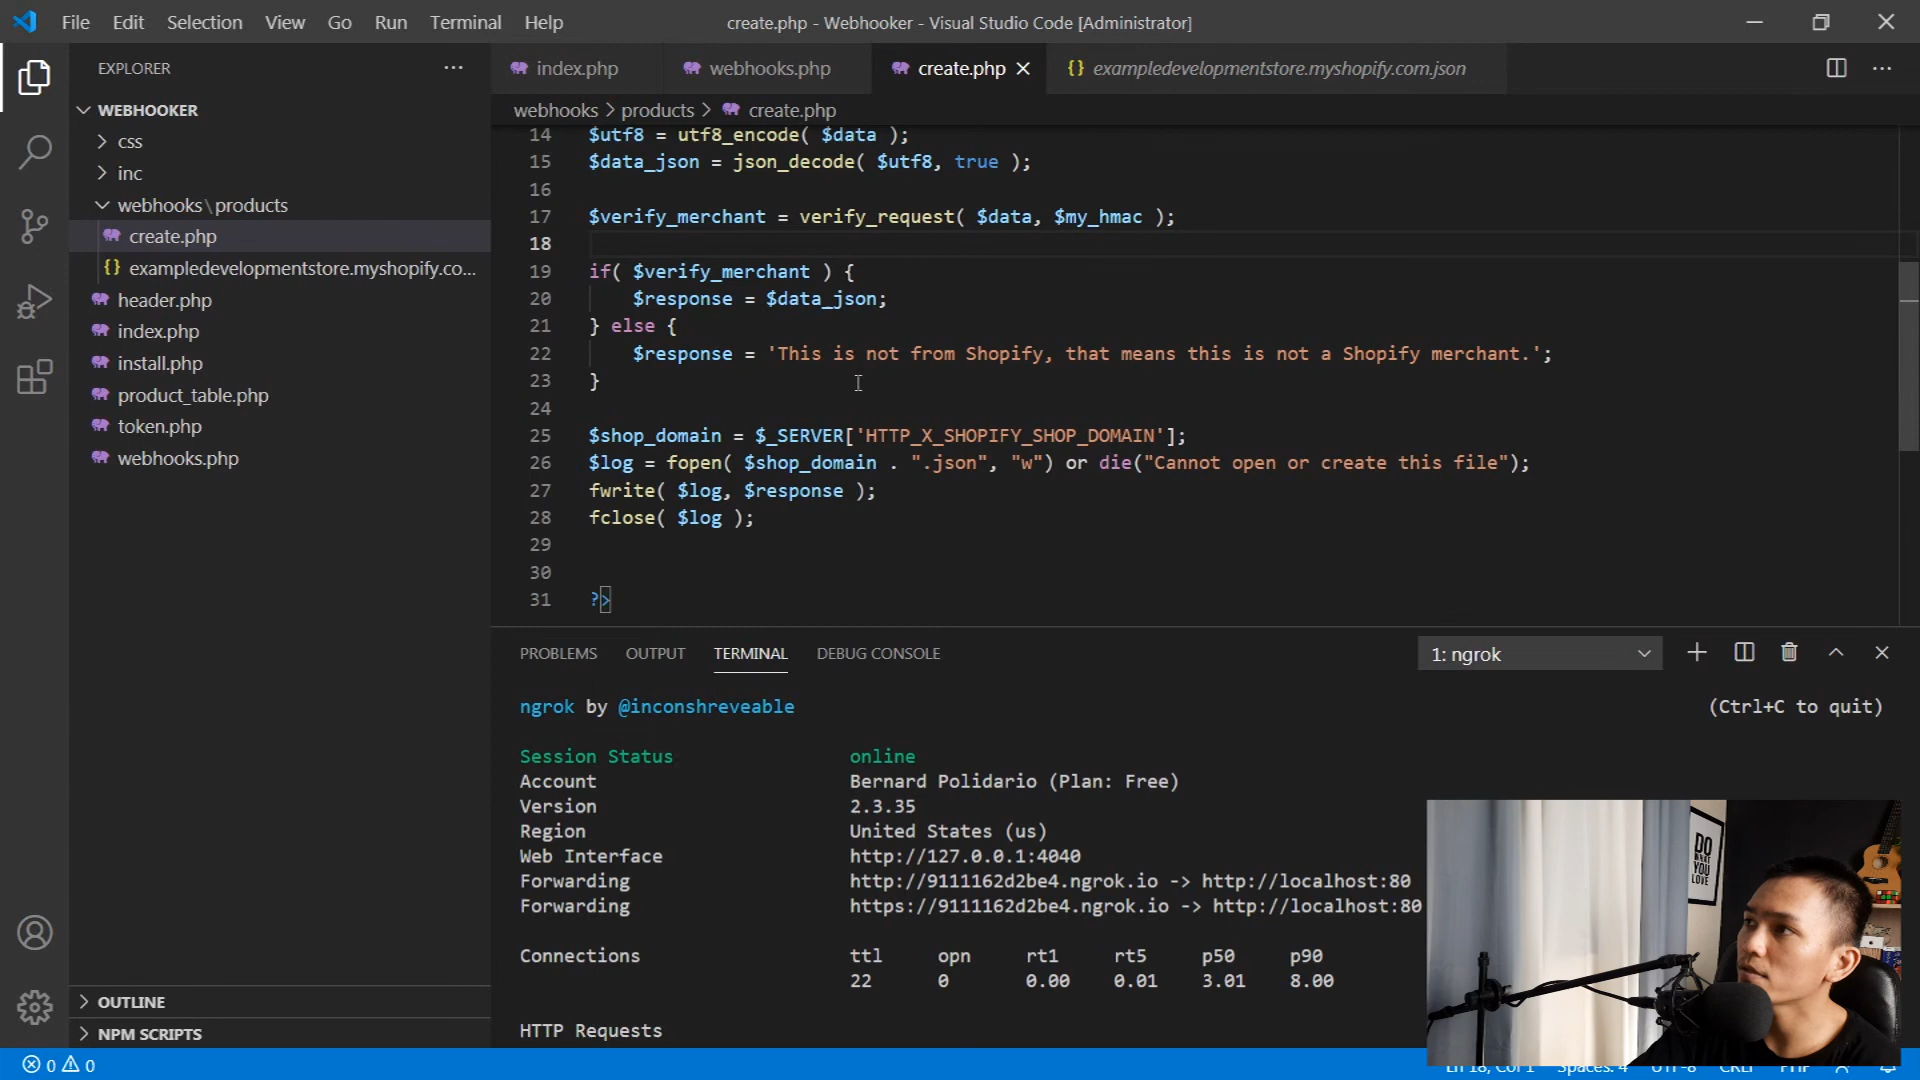 File Edit Selection View Go Run Terminal Help
create.php - Webhooker - Visual Studio Code [Administrator]
EXPLORER
WEBHOOKER
css
inc
webhooks\products
create.php
exampledevelopmentstore.myshopify.co...
header.php
index.php
install.php
product_table.php
token.php
webhooks.php
OUTLINE
NPM SCRIPTS
index.php webhooks.php create.php {} exampledevelopmentstore.myshopify.com.json
webhooks > products > create.php
14 $utf8 = utf8_encode( $data );
15 $data_json = json_decode( $utf8, true );
16
17 $verify_merchant = verify_request( $data, $my_hmac );
18
19 if( $verify_merchant ) {
20 $response = $data_json;
21 } else {
22 $response = 'This is not from Shopify, that means this is not a Shopify merchant.';
23 }
24
25 $shop_domain = $_SERVER['HTTP_X_SHOPIFY_SHOP_DOMAIN'];
26 $log = fopen( $shop_domain . ".json", "w") or die("Cannot open or create this file");
27 fwrite( $log, $response );
28 fclose( $log );
29
30
31 ?>
PROBLEMS OUTPUT TERMINAL DEBUG CONSOLE 1: ngrok
ngrok by @inconshreveable (Ctrl+C to quit)
Session Status online
Account Bernard Polidario (Plan: Free)
Version 2.3.35
Region United States (us)
Web Interface http://127.0.0.1:4040
Forwarding http://9111162d2be4.ngrok.io -> http://localhost:80
Forwarding https://9111162d2be4.ngrok.io -> http://localhost:80
Connections ttl opn rt1 rt5 p50 p90
22 0 0.00 0.01 3.01 8.00
HTTP Requests
DO
WHAT
YOU
LOVE
0 0
Ln 18, Col 1 Spaces: 4 UTF-8 CRLF PHP